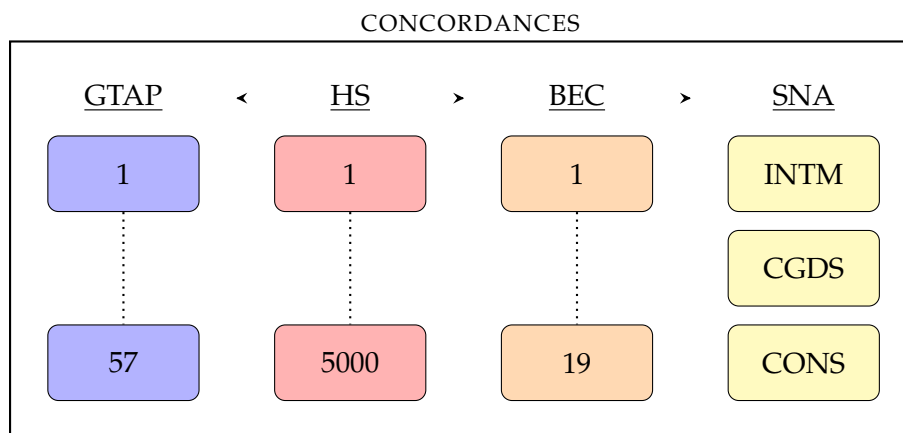 CONCORDANCES
GTAP HS BEC SNA
1 1 1 INTM
CGDS
57 5000 19 CONS